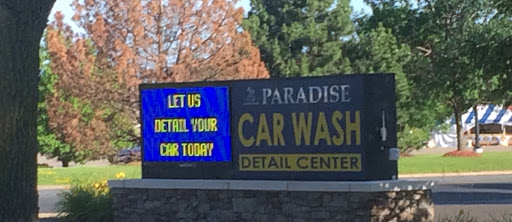 LET US
DETAIL YOUR
CAR TODAY
PARADISE
CAR WASH
DETAIL CENTER